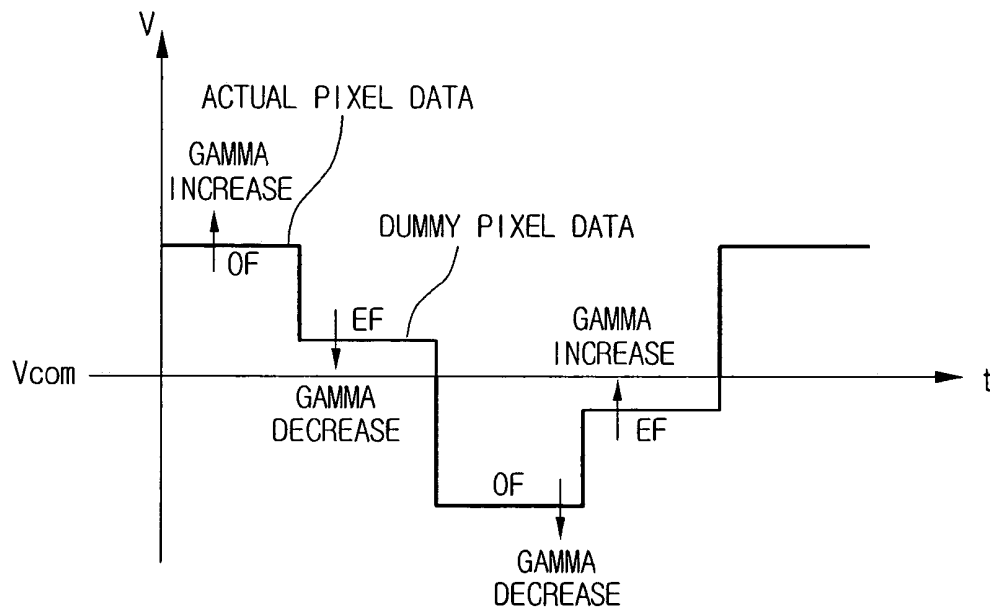 V
ACTUAL PIXEL DATA
GAMMA
INCREASE
OF
DUMMY PIXEL DATA
EF
GAMMA
INCREASE
Vcom
t
GAMMA
DECREASE
EF
OF
GAMMA
DECREASE